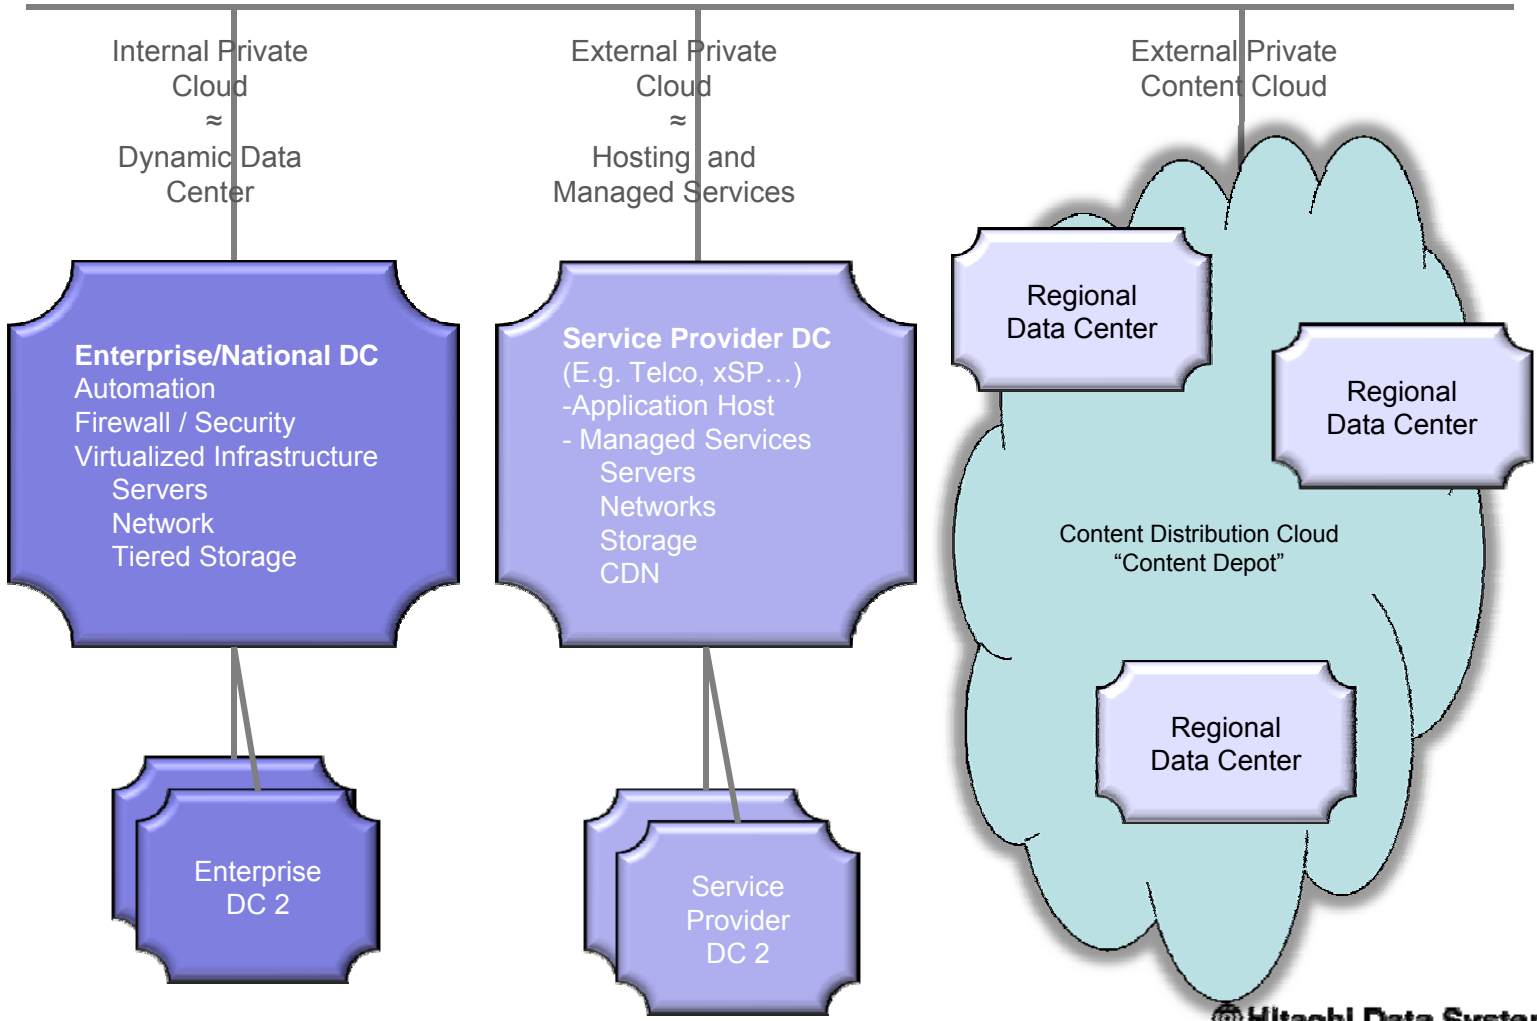 Internal Private
Cloud
≈
Dynamic Data
Center
External Private
Cloud
≈
Hosting and
Managed Services
External Private
Content Cloud
Enterprise/National DC
Automation
Firewall / Security
Virtualized Infrastructure
Servers
Network
Tiered Storage
Service Provider DC
(E.g. Telco, xSP…)
-Application Host
- Managed Services
Servers
Networks
Storage
CDN
Regional
Data Center
Regional
Data Center
Content Distribution Cloud
“Content Depot”
Regional
Data Center
Enterprise
DC 2
Service
Provider
DC 2
Hitachi Data